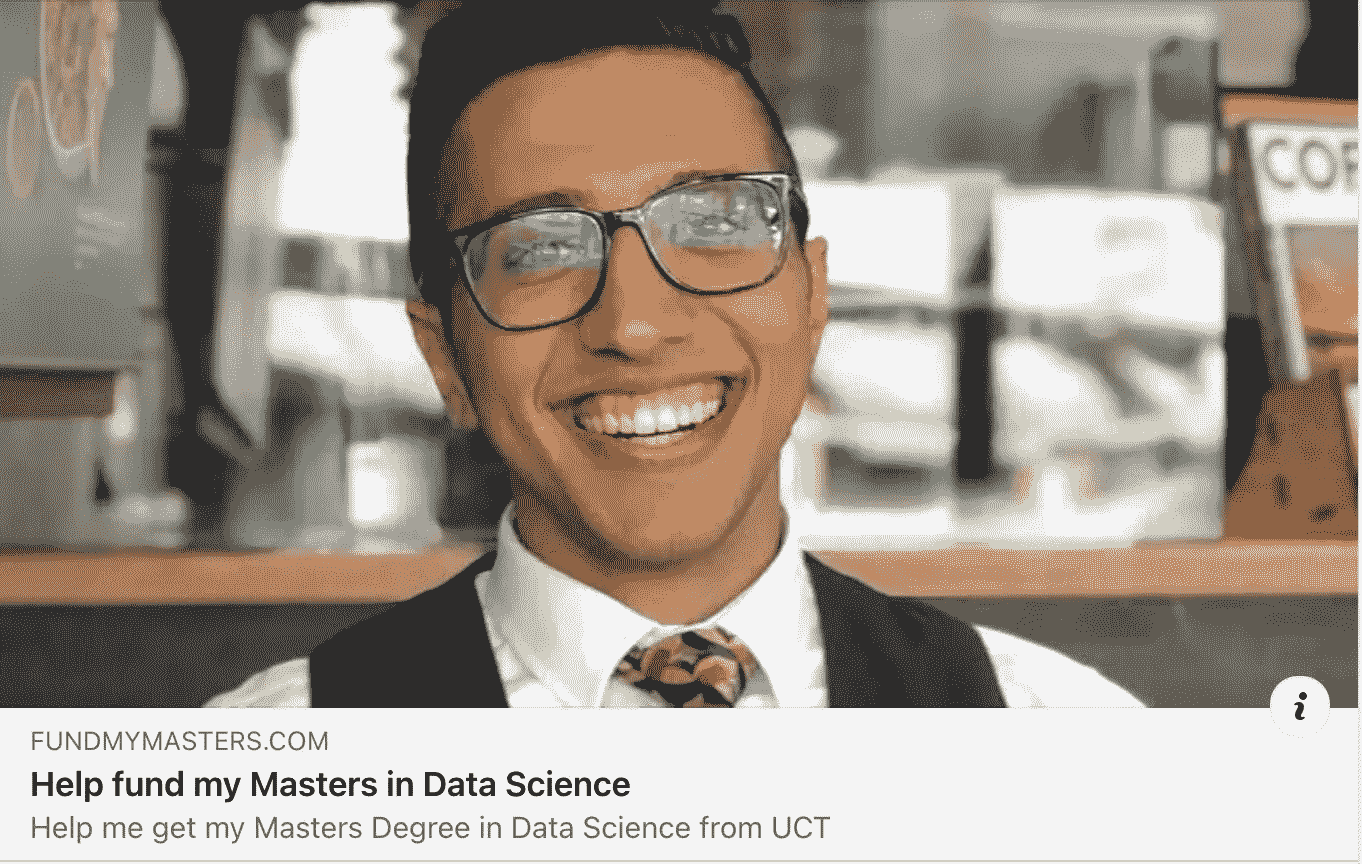 COF
FUNDMYMASTERS.COM
i
Help fund my Masters in Data Science
Help me get my Masters Degree in Data Science from UCT